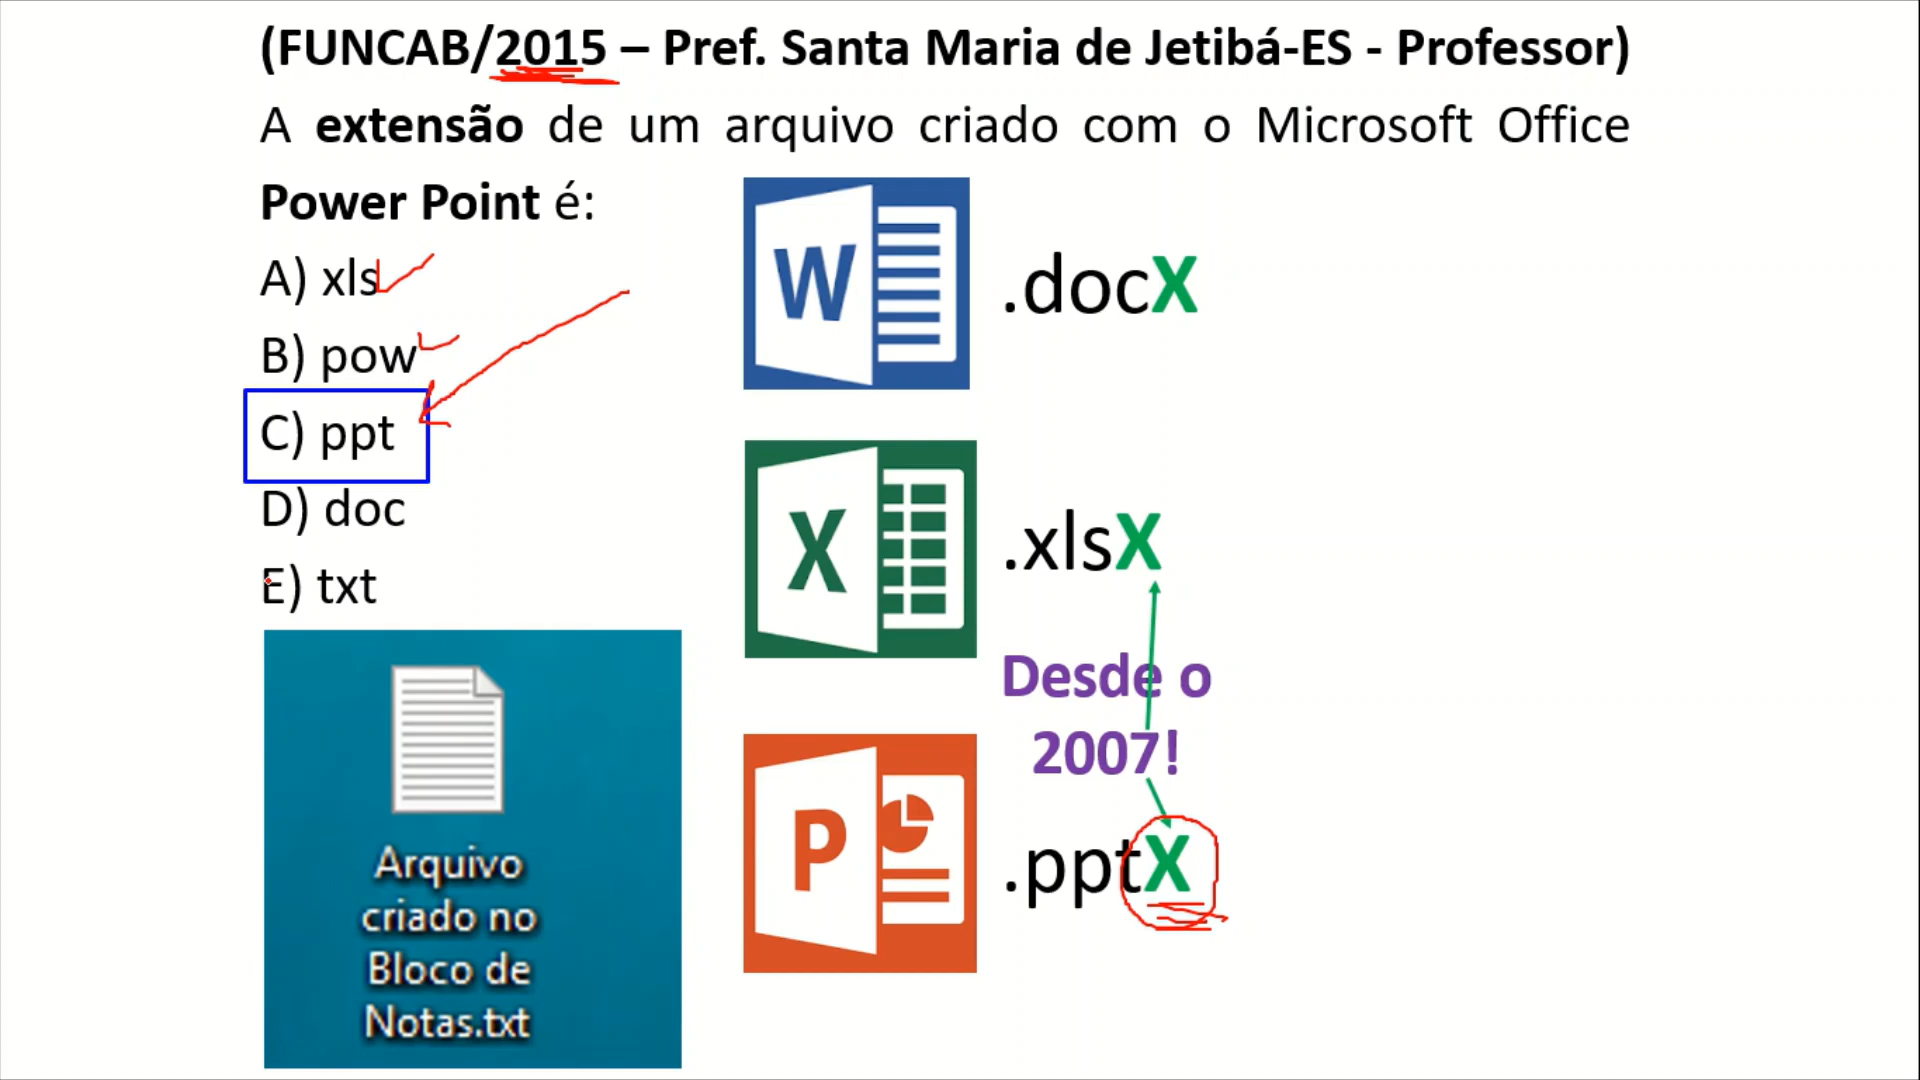 (FUNCAB/2015 – Pref. Santa Maria de Jetibá-ES - Professor)
A extensão de um arquivo criado com o Microsoft Office
Power Point é:
A) xls
B) pow
C) ppt
D) doc
E) txt
W
.docX
X
.xlsX
Desde o
2007!
P
.pptX
Arquivo
criado no
Bloco de
Notas.txt